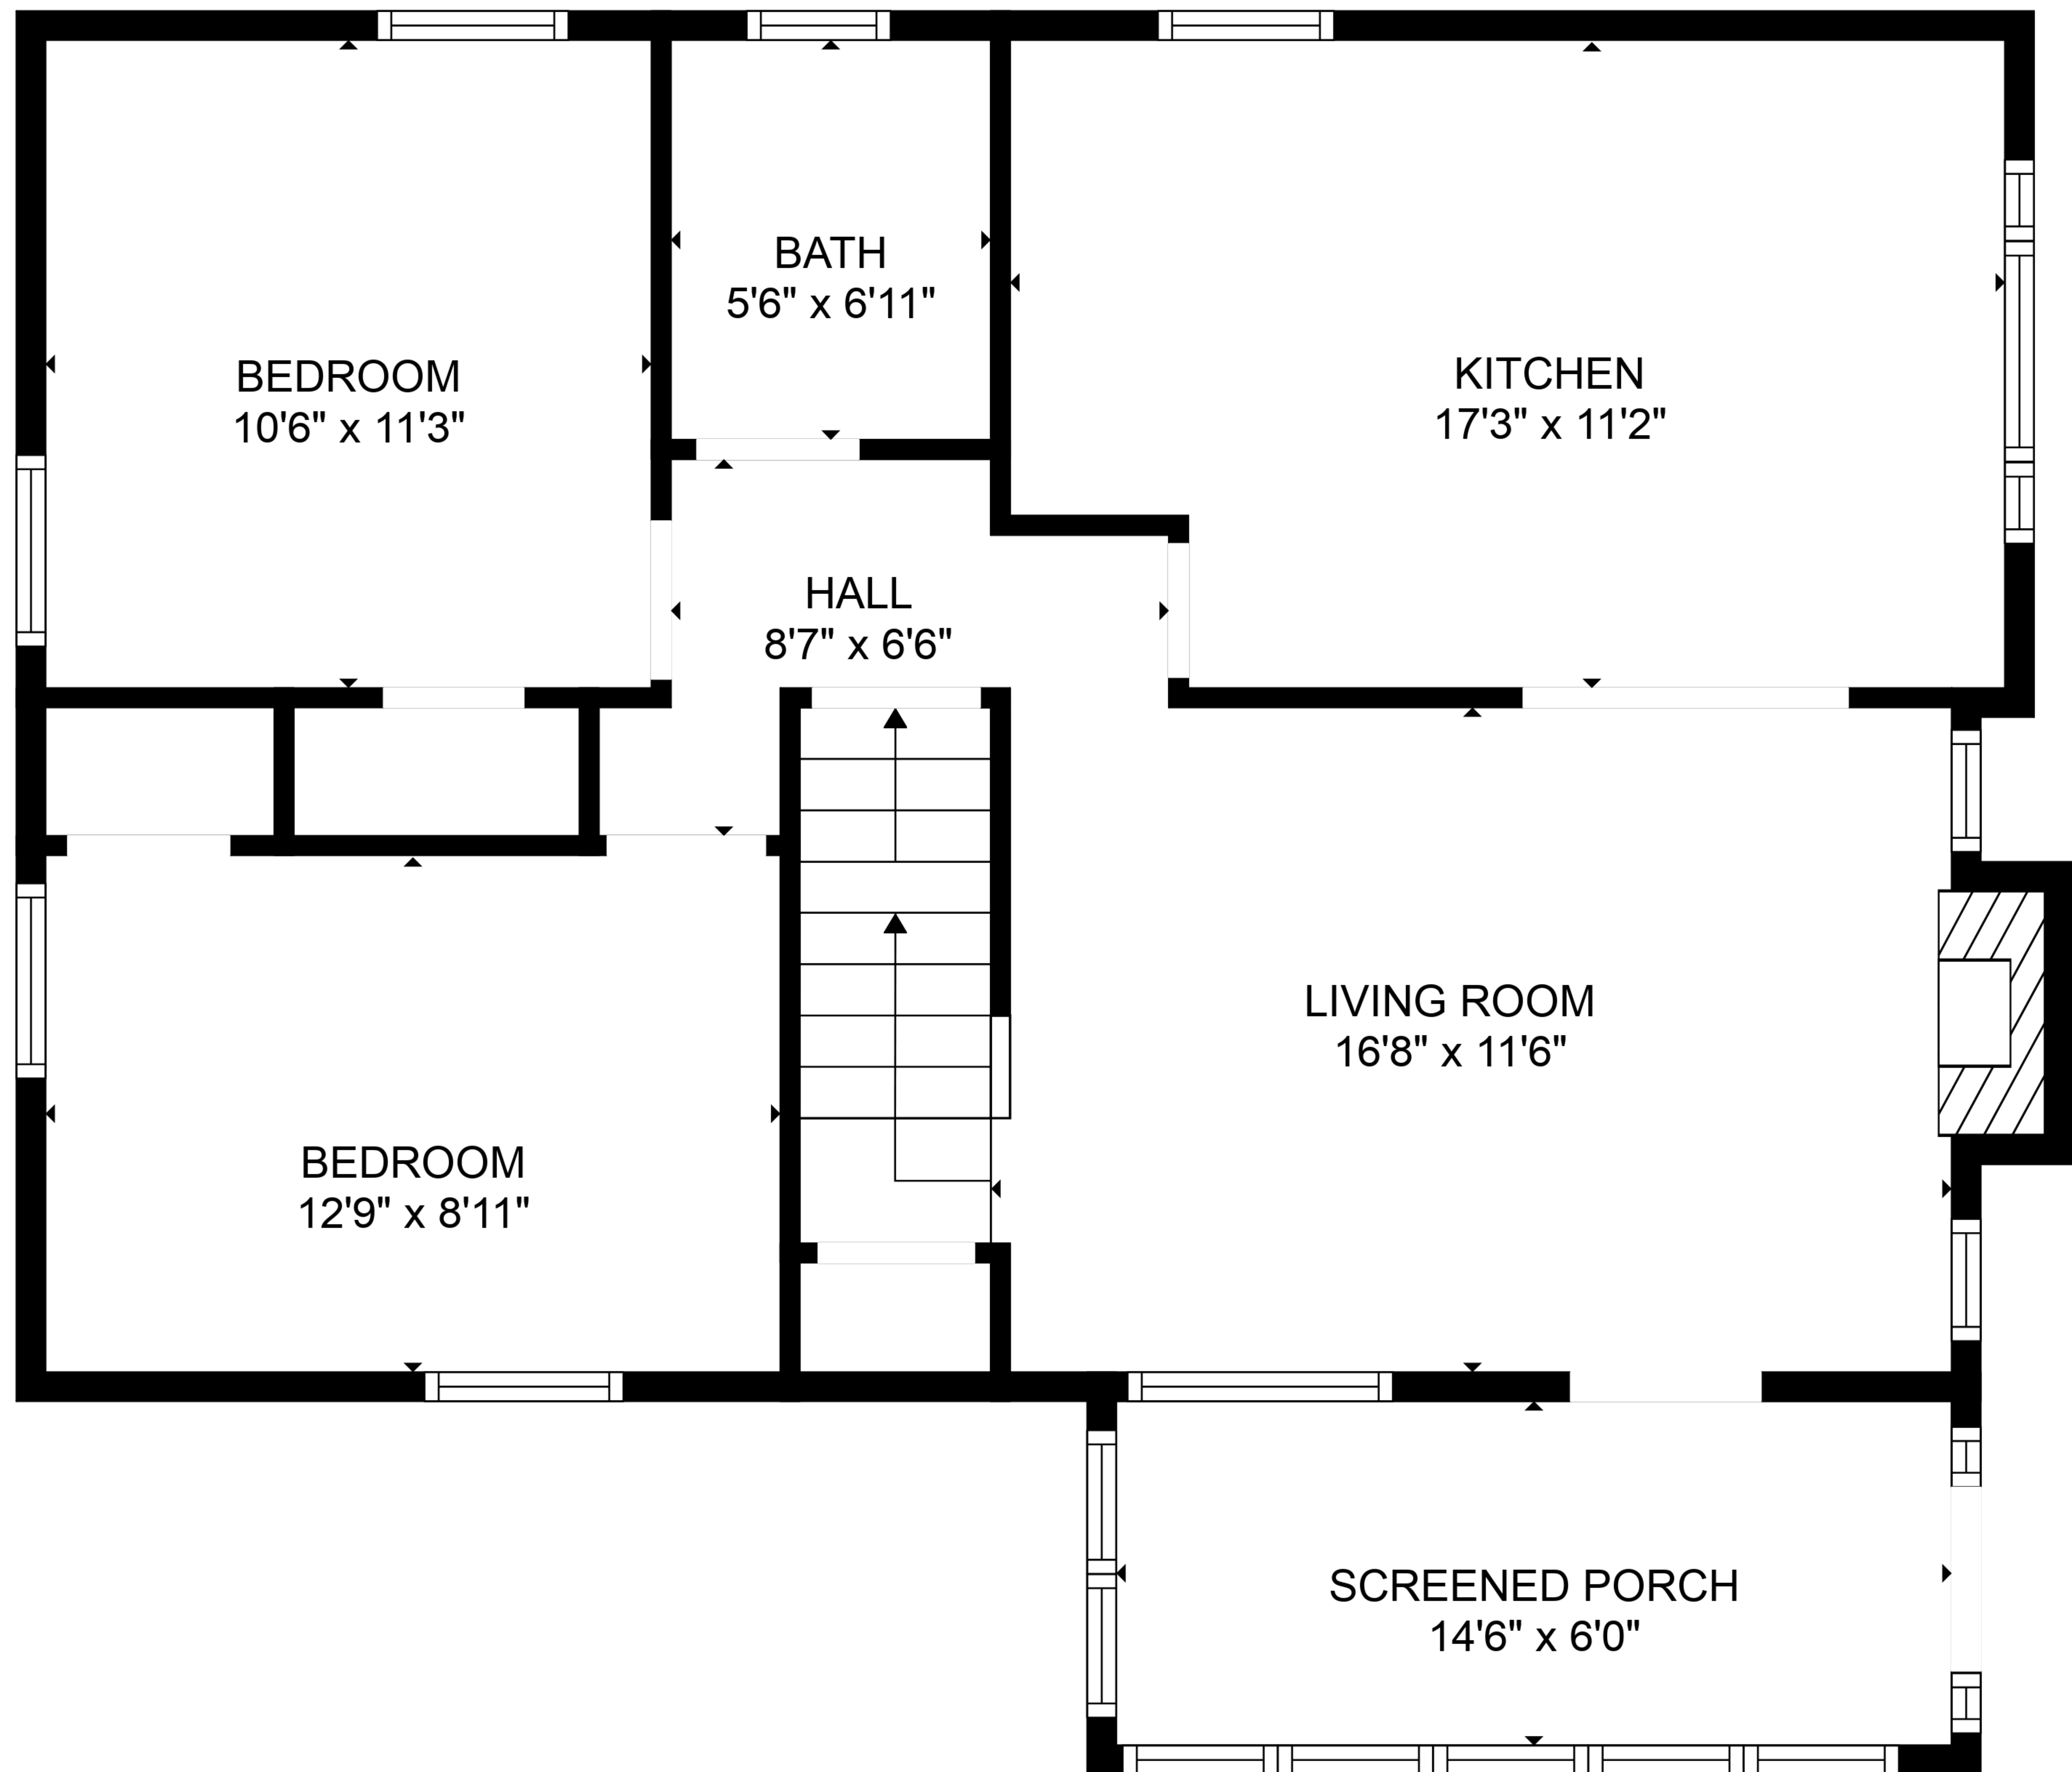 BATH
5'6" x 6'11"
BEDROOM
10'6" x 11'3"
KITCHEN
17'3" x 11'2"
HALL
8'7" x 6'6"
LIVING ROOM
16'8" x 11'6"
BEDROOM
12'9" x 8'11"
SCREENED PORCH
14'6" x 6'0"